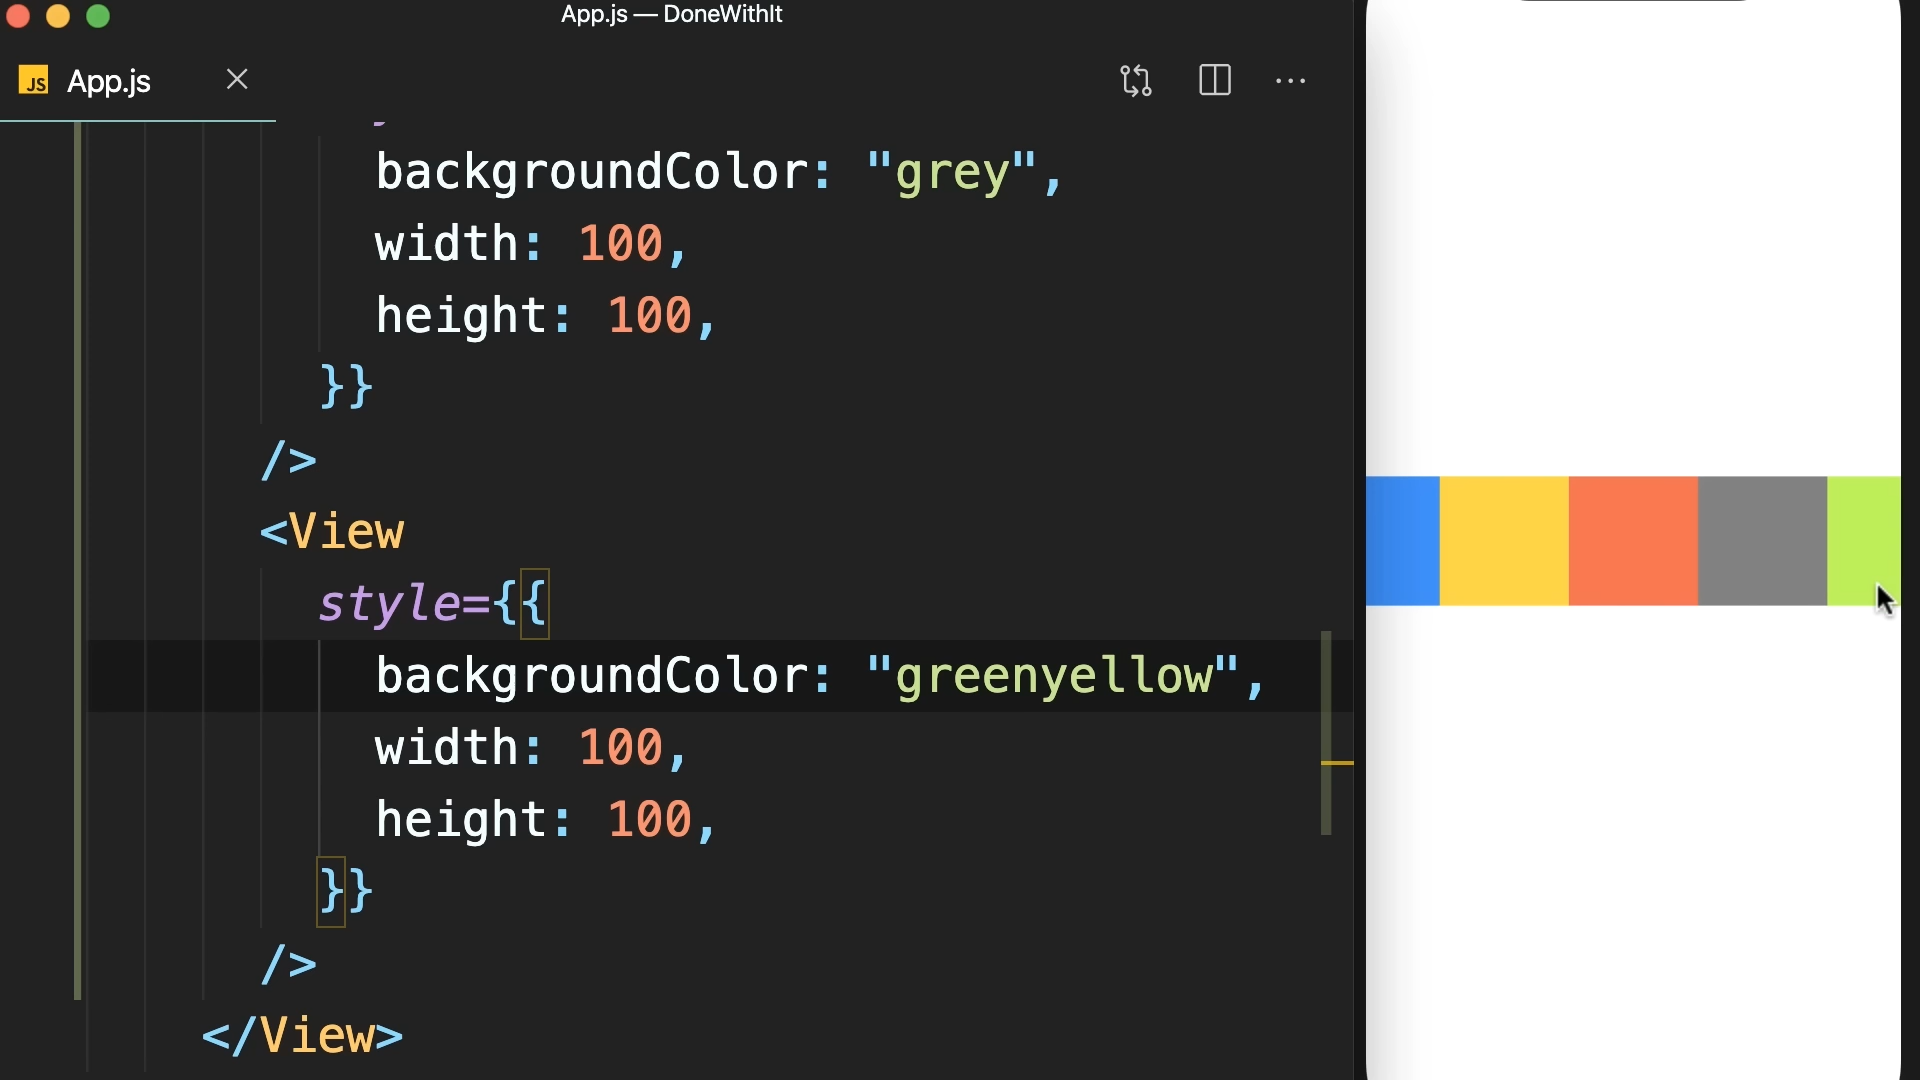 App.js — DoneWithIt
JS App.js
backgroundColor: "grey",
width: 100,
height: 100,
}}
/>
<View
style={{
backgroundColor: "greenyellow",
width: 100,
height: 100,
}}
/>
</View>